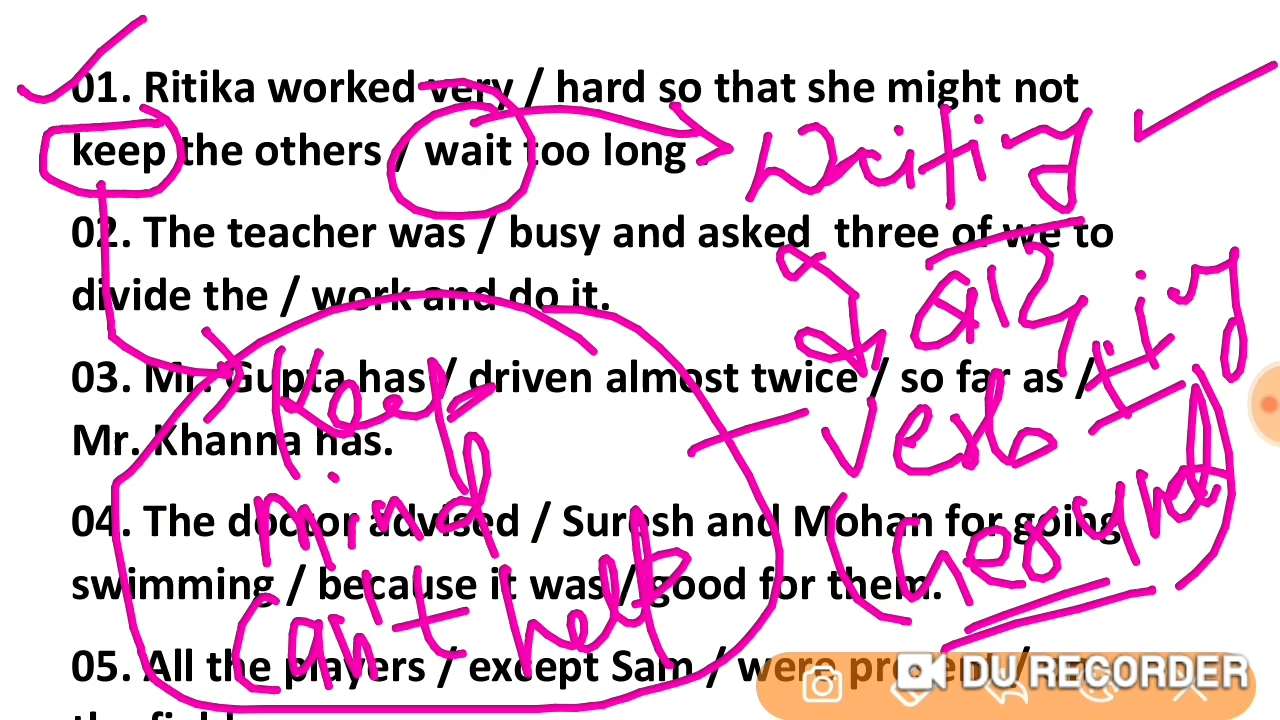 01. Ritika worked very / hard so that she might not
keep the others / wait too long .
waiting
02. The teacher was / busy and asked three of we to
divide the / work and do it.
03. Mr. Gupta has / driven almost twice / so far as /
Mr. Khanna has.
Keep
mind
can't help
verb + ing
(Gerund)
04. The doctor advised / Suresh and Mohan for going
swimming / because it was / good for them.
05. All the players / except Sam / were present /
DU RECORDER